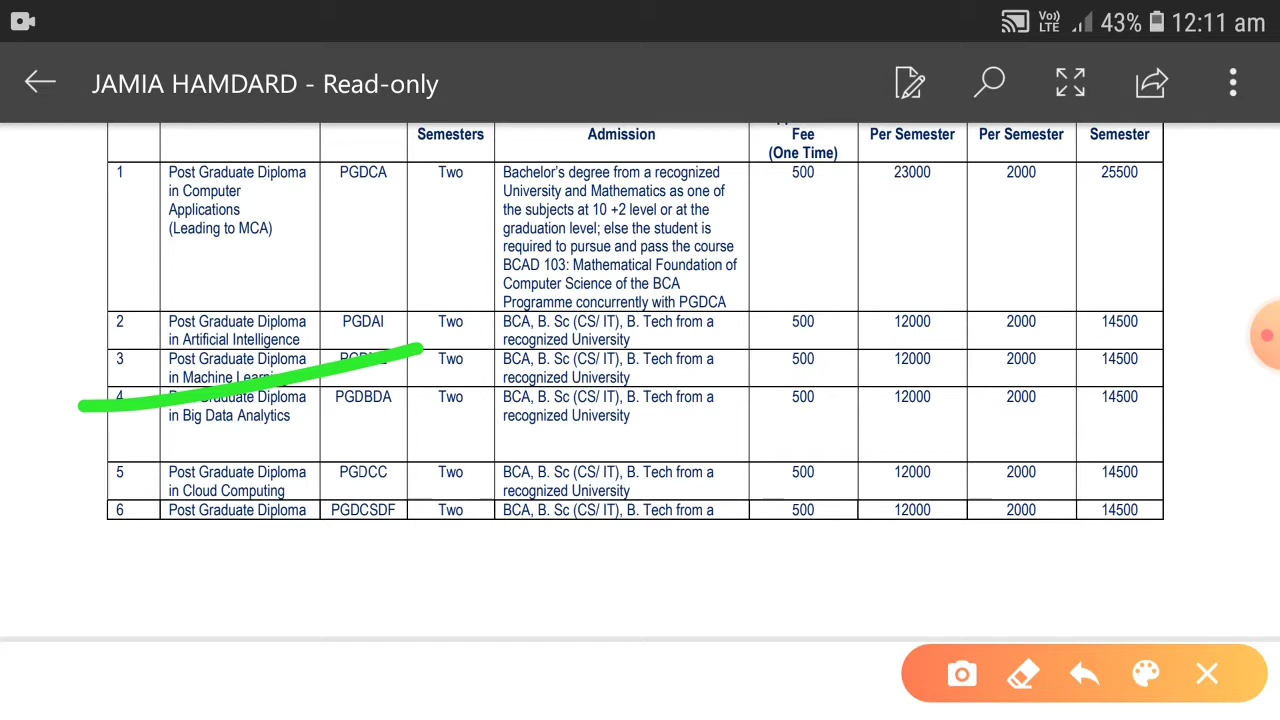 Vo)) LTE 43% 12:11 am
JAMIA HAMDARD - Read-only
Semesters Admission Fee (One Time) Per Semester Per Semester Semester
1 Post Graduate Diploma PGDCA Two Bachelor's degree from a recognized 500 23000 2000 25500
in Computer University and Mathematics as one of
Applications the subjects at 10 +2 level or at the
(Leading to MCA) graduation level; else the student is
required to pursue and pass the course
BCAD 103: Mathematical Foundation of
Computer Science of the BCA
Programme concurrently with PGDCA
2 Post Graduate Diploma PGDAI Two BCA, B. Sc (CS/ IT), B. Tech from a 500 12000 2000 14500
in Artificial Intelligence recognized University
3 Post Graduate Diploma Two BCA, B. Sc (CS/ IT), B. Tech from a 500 12000 2000 14500
in Machine Learning recognized University
4 Post Graduate Diploma PGDBDA Two BCA, B. Sc (CS/ IT), B. Tech from a 500 12000 2000 14500
in Big Data Analytics recognized University
5 Post Graduate Diploma PGDCC Two BCA, B. Sc (CS/ IT), B. Tech from a 500 12000 2000 14500
in Cloud Computing recognized University
6 Post Graduate Diploma PGDCSDF Two BCA, B. Sc (CS/ IT), B. Tech from a 500 12000 2000 14500